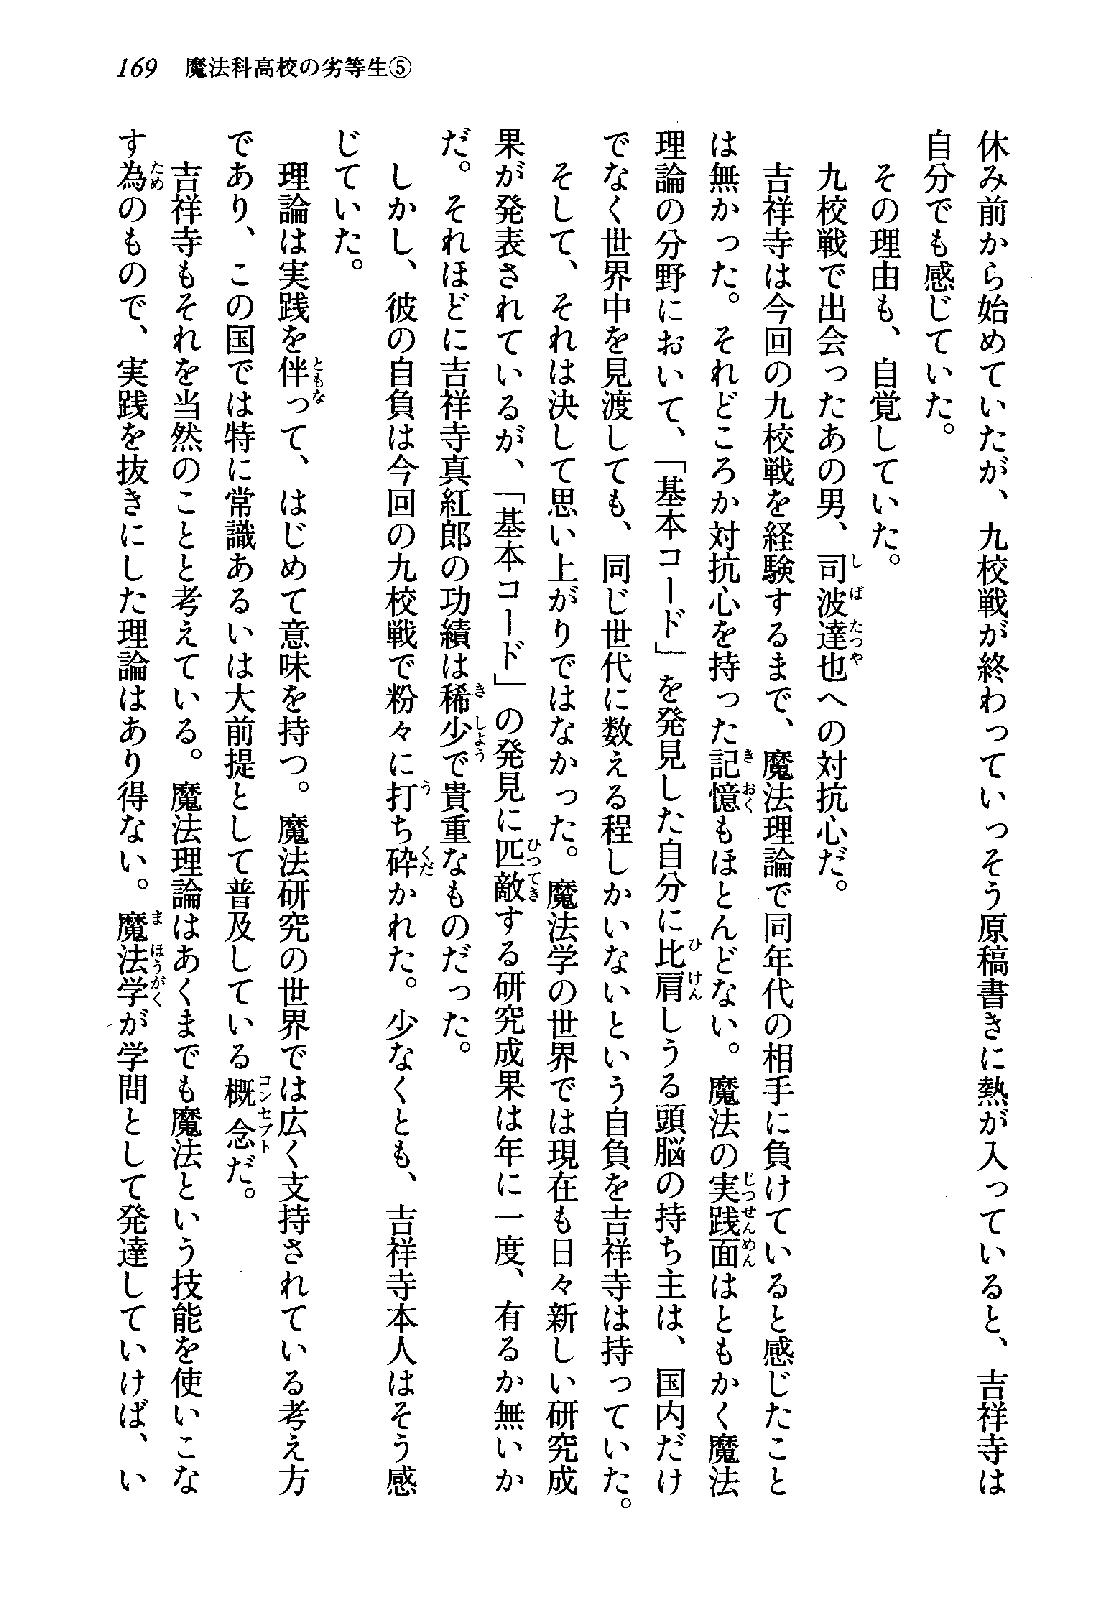 169 魔法科高校の劣等生⑤
休み前から始めていたが、九校戦が終わっていっそう原稿書きに熱が入っていると、吉祥寺は
自分でも感じていた。
その理由も、自覚していた。
九校戦で出会ったあの男、司波達也への対抗心だ。
吉祥寺は今回の九校戦を経験するまで、魔法理論で同年代の相手に負けていると感じたこと
は無かった。それどころか対抗心を持った記憶もほとんどない。魔法の実践面はともかく魔法
理論の分野において、「基本コード」を発見した自分に比肩しうる頭脳の持ち主は、国内だけ
でなく世界中を見渡しても、同じ世代に数える程しかいないという自負を吉祥寺は持っていた。
そして、それは決して思い上がりではなかった。魔法学の世界では現在も日々新しい研究成
果が発表されているが、「基本コード」の発見に匹敵する研究成果は年に一度、有るか無いか
だ。それほどに吉祥寺真紅郎の功績は稀少で貴重なものだった。
しかし、彼の自負は今回の九校戦で粉々に打ち砕かれた。少なくとも、吉祥寺本人はそう感
じていた。
理論は実践を伴って、はじめて意味を持つ。魔法研究の世界では広く支持されている考え方
であり、この国では特に常識あるいは大前提として普及している概念だ。
吉祥寺もそれを当然のことと考えている。魔法理論はあくまでも魔法という技能を使いこな
す為のもので、実践を抜きにした理論はあり得ない。魔法学が学問として発達していけば、い